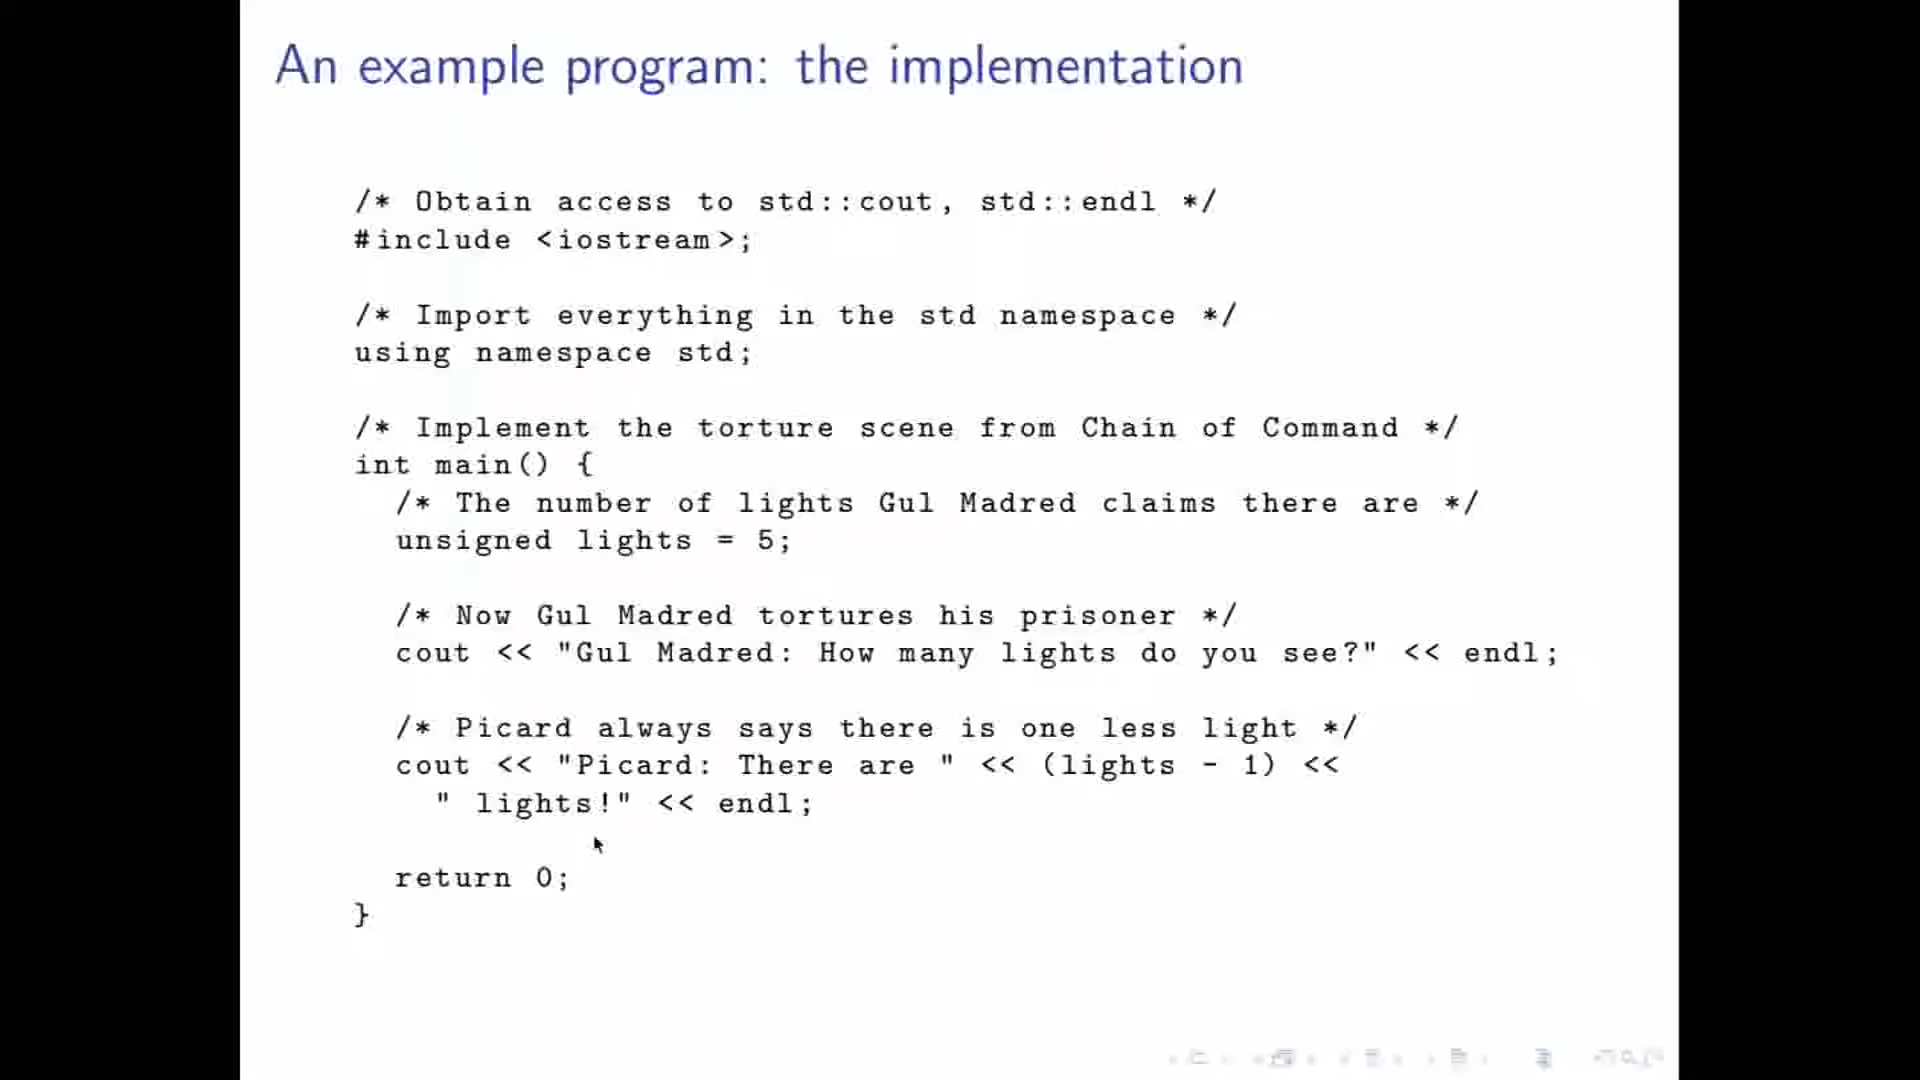 An example program: the implementation
/* Obtain access to std::cout, std::endl */
#include <iostream>;
/* Import everything in the std namespace */
using namespace std;
/* Implement the torture scene from Chain of Command */
int main() {
/* The number of lights Gul Madred claims there are */
unsigned lights = 5;
/* Now Gul Madred tortures his prisoner */
cout << "Gul Madred: How many lights do you see?" << endl;
/* Picard always says there is one less light */
cout << "Picard: There are " << (lights - 1) <<
" lights!" << endl;
return 0;
}